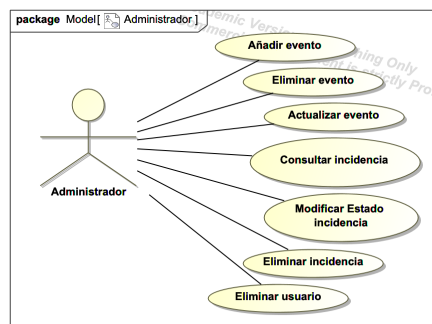 package Model[ Administrador ]
Añadir evento
Eliminar evento
Actualizar evento
Consultar incidencia
Modificar Estado
incidencia
Eliminar incidencia
Eliminar usuario
Administrador